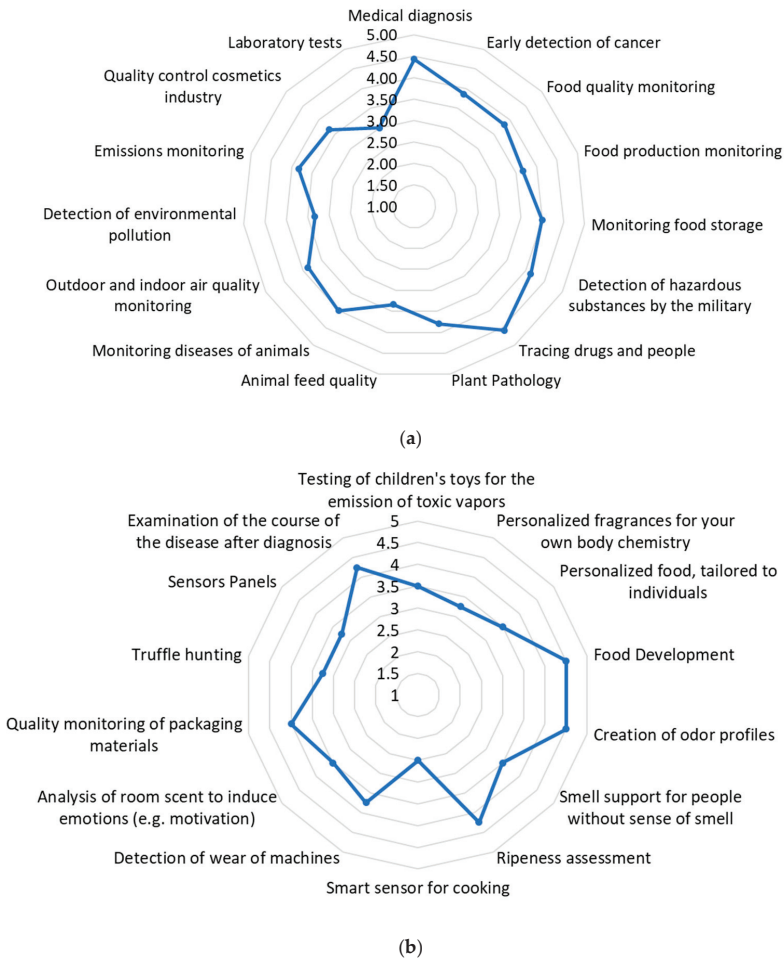 Medical diagnosis
5.00
Laboratory tests
Early detection of cancer
4.50
Quality control cosmetics
industry
4.00
Food quality monitoring
3.50
3.00
Emissions monitoring
Food production monitoring
2.50
2.00
1.50
Detection of environmental
pollution
1.00
Monitoring food storage
Outdoor and indoor air quality
monitoring
Detection of hazardous
substances by the military
Monitoring diseases of animals
Tracing drugs and people
Animal feed quality
Plant Pathology
(a)
Testing of children's toys for the
emission of toxic vapors
Examination of the course of
the disease after diagnosis
5
Personalized fragrances for your
own body chemistry
4.5
Sensors Panels
4
Personalized food, tailored to
individuals
3.5
3
Truffle hunting
2.5
Food Development
2
1.5
1
Quality monitoring of packaging
materials
Creation of odor profiles
Analysis of room scent to induce
emotions (e.g. motivation)
Smell support for people
without sense of smell
Detection of wear of machines
Ripeness assessment
Smart sensor for cooking
(b)